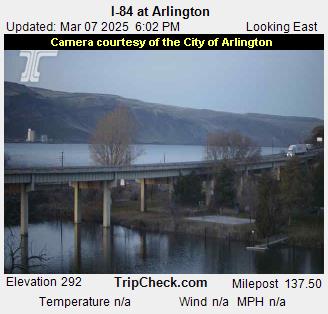 I-84 at Arlington
Updated: Mar 07 2025 6:02 PM Looking East
Camera courtesy of the City of Arlington
Elevation 292 TripCheck.com Milepost 137.50
Temperature n/a Wind n/a MPH n/a